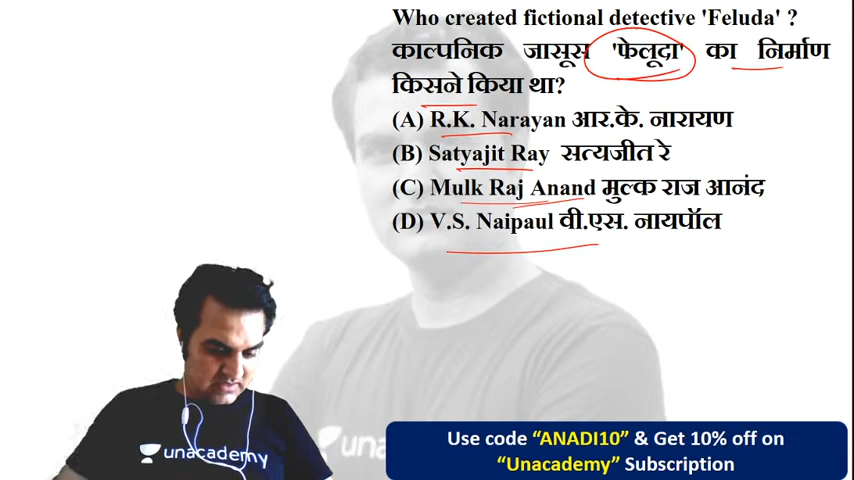 Who created fictional detective 'Feluda' ?
काल्पनिक जासूस 'फेलूदा' का निर्माण
किसने किया था?
(A) R.K. Narayan आर.के. नारायण
(B) Satyajit Ray सत्यजीत रे
(C) Mulk Raj Anand मुल्क राज आनंद
(D) V.S. Naipaul वी.एस. नायपॉल
unacademy
una
Use code “ANADI10” & Get 10% off on
“Unacademy” Subscription